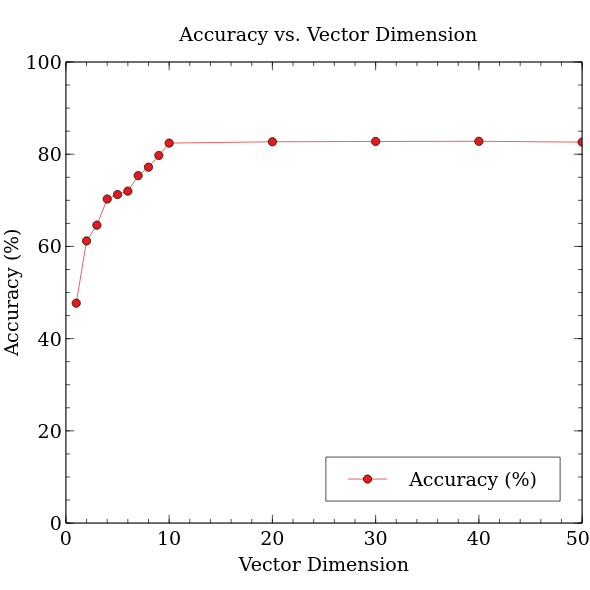 Accuracy vs. Vector Dimension
100
80
60
40
20
0
Accuracy (%)
Accuracy (%)
0 10 20 30 40 50
Vector Dimension